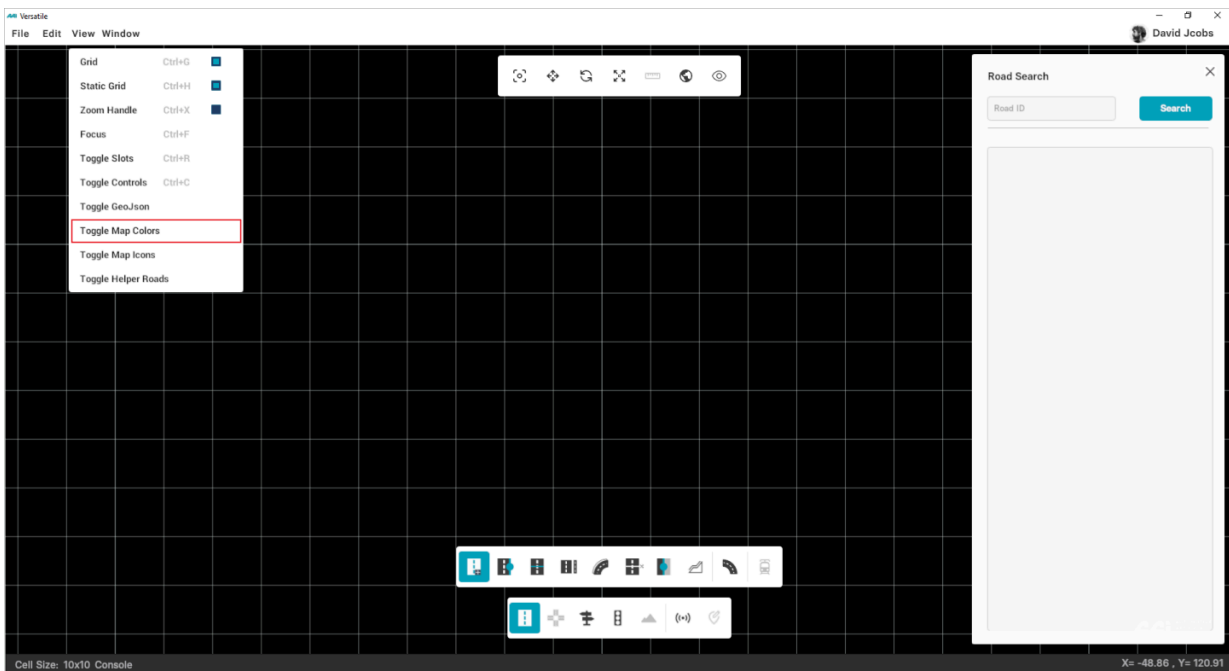 Versatile
File Edit View Window
David Jcobs
Grid Ctrl+G
Static Grid Ctrl+H
Zoom Handle Ctrl+X
Focus Ctrl+F
Toggle Slots Ctrl+R
Toggle Controls Ctrl+C
Toggle GeoJson
Toggle Map Colors
Toggle Map Icons
Toggle Helper Roads
Road Search
Road ID
Search
Cell Size: 10x10 Console
X= -48.86 , Y= 120.91